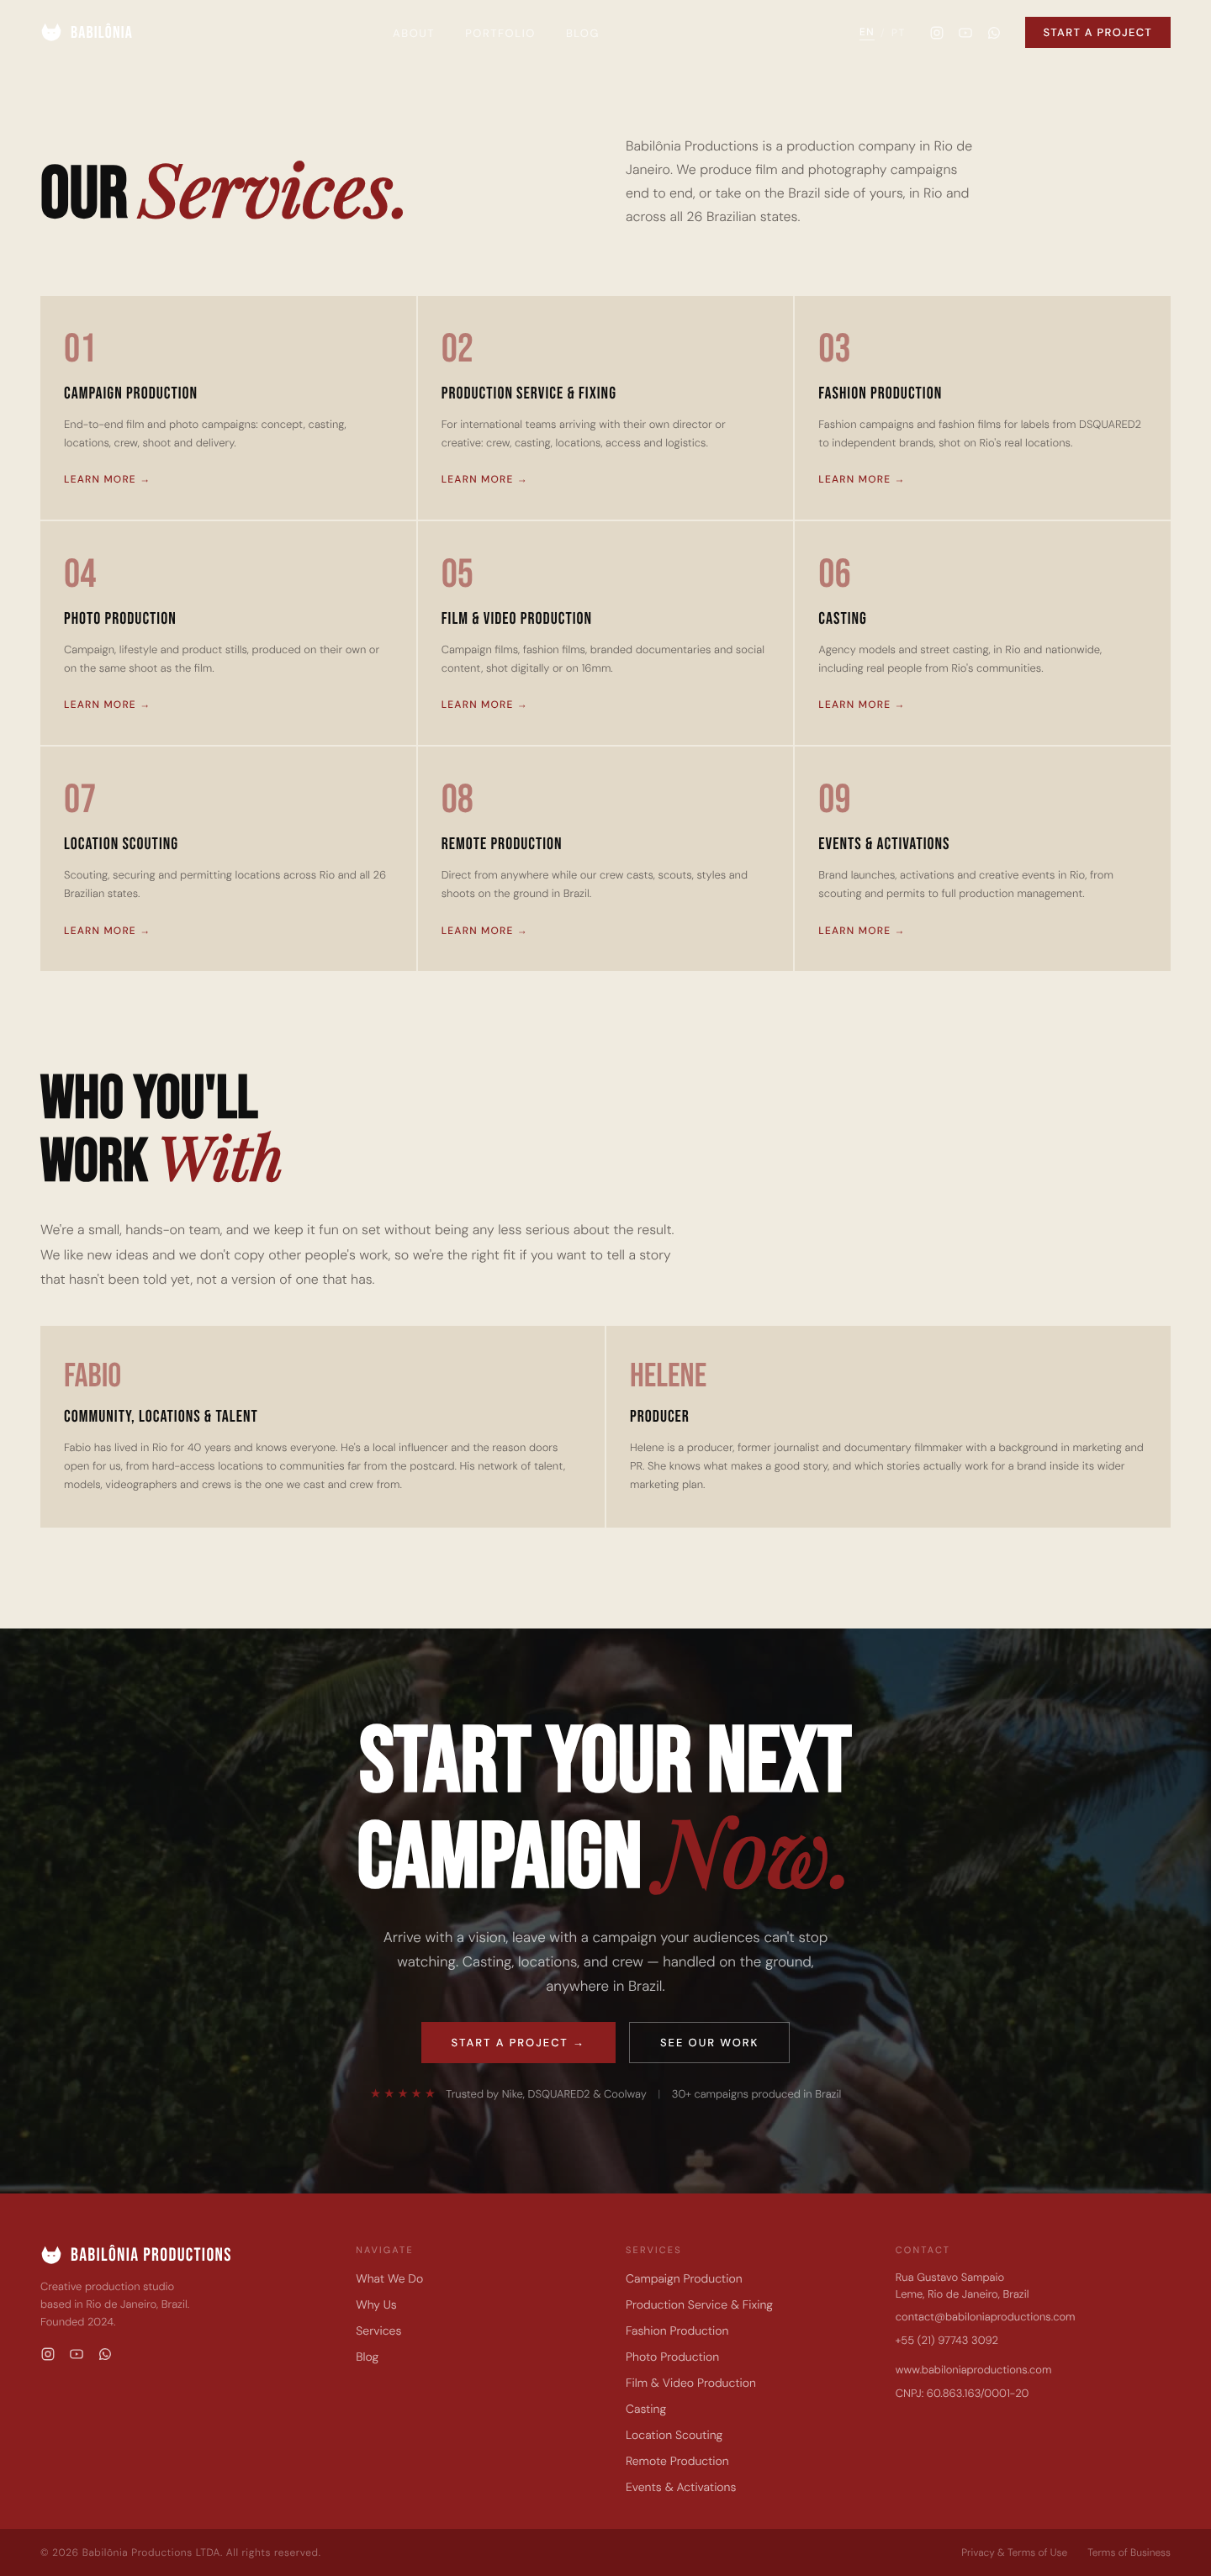 BABILÔNIA
ABOUT
PORTFOLIO
BLOG
EN
PT
START A PROJECT
OUR Services.
Babilônia Productions is a production company in Rio de
Janeiro. We produce film and photography campaigns
end to end, or take on the Brazil side of yours, in Rio and
across all 26 Brazilian states.
01
CAMPAIGN PRODUCTION
End-to-end film and photo campaigns: concept, casting,
locations, crew, shoot and delivery.
LEARN MORE →
02
PRODUCTION SERVICE & FIXING
For international teams arriving with their own director or
creative: crew, casting, locations, access and logistics.
LEARN MORE →
03
FASHION PRODUCTION
Fashion campaigns and fashion films for labels from DSQUARED2
to independent brands, shot on Rio's real locations.
LEARN MORE →
04
PHOTO PRODUCTION
Campaign, lifestyle and product stills, produced on their own or
on the same shoot as the film.
LEARN MORE →
05
FILM & VIDEO PRODUCTION
Campaign films, fashion films, branded documentaries and social
content, shot digitally or on 16mm.
LEARN MORE →
06
CASTING
Agency models and street casting, in Rio and nationwide,
including real people from Rio's communities.
LEARN MORE →
07
LOCATION SCOUTING
Scouting, securing and permitting locations across Rio and all 26
Brazilian states.
LEARN MORE →
08
REMOTE PRODUCTION
Direct from anywhere while our crew casts, scouts, styles and
shoots on the ground in Brazil.
LEARN MORE →
09
EVENTS & ACTIVATIONS
Brand launches, activations and creative events in Rio, from
scouting and permits to full production management.
LEARN MORE →
WHO YOU'LL
WORK With
We're a small, hands-on team, and we keep it fun on set without being any less serious about the result.
We like new ideas and we don't copy other people's work, so we're the right fit if you want to tell a story
that hasn't been told yet, not a version of one that has.
FABIO
COMMUNITY, LOCATIONS & TALENT
Fabio has lived in Rio for 40 years and knows everyone. He's a local influencer and the reason doors
open for us, from hard-access locations to communities far from the postcard. His network of talent,
models, videographers and crews is the one we cast and crew from.
HELENE
PRODUCER
Helene is a producer, former journalist and documentary filmmaker with a background in marketing and
PR. She knows what makes a good story, and which stories actually work for a brand inside its wider
marketing plan.
START YOUR NEXT
CAMPAIGN Now.
Arrive with a vision, leave with a campaign your audiences can't stop
watching. Casting, locations, and crew — handled on the ground,
anywhere in Brazil.
START A PROJECT →
SEE OUR WORK
★ ★ ★ ★ ★ Trusted by Nike, DSQUARED2 & Coolway | 30+ campaigns produced in Brazil
BABILÔNIA PRODUCTIONS
Creative production studio
based in Rio de Janeiro, Brazil.
Founded 2024.
NAVIGATE
What We Do
Why Us
Services
Blog
SERVICES
Campaign Production
Production Service & Fixing
Fashion Production
Photo Production
Film & Video Production
Casting
Location Scouting
Remote Production
Events & Activations
CONTACT
Rua Gustavo Sampaio
Leme, Rio de Janeiro, Brazil
contact@babiloniaproductions.com
+55 (21) 97743 3092
www.babiloniaproductions.com
CNPJ: 60.863.163/0001-20
© 2026 Babilônia Productions LTDA. All rights reserved.
Privacy & Terms of Use
Terms of Business